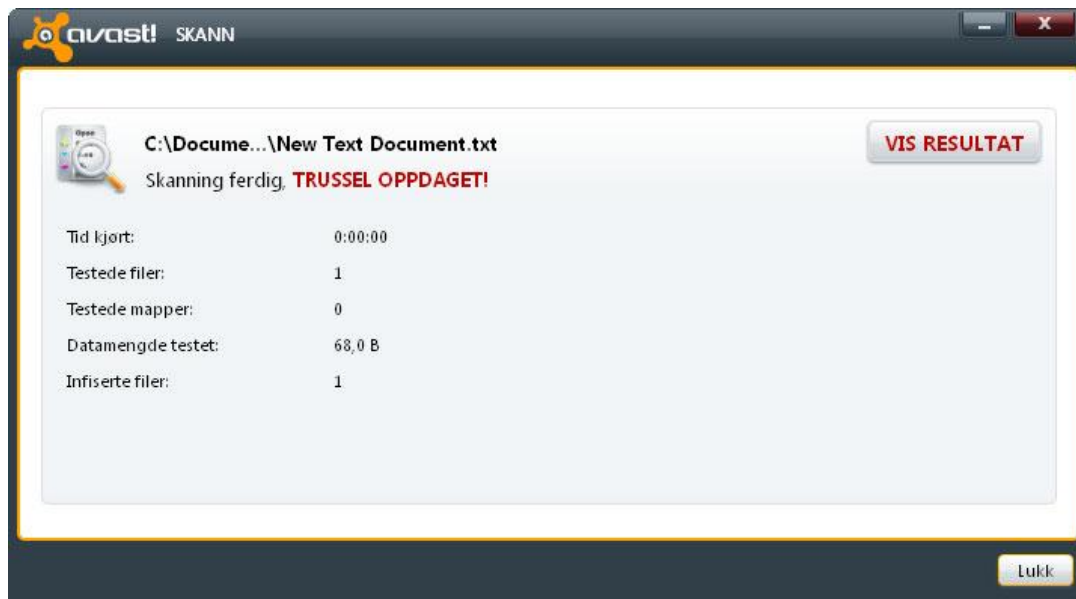 avast! SKANN
C:\Docume...\New Text Document.txt
VIS RESULTAT
Skanning ferdig, TRUSSEL OPPDAGET!
Tid kjørt: 0:00:00
Testede filer: 1
Testede mapper: 0
Datamengde testet: 68,0 B
Infiserte filer: 1
Lukk